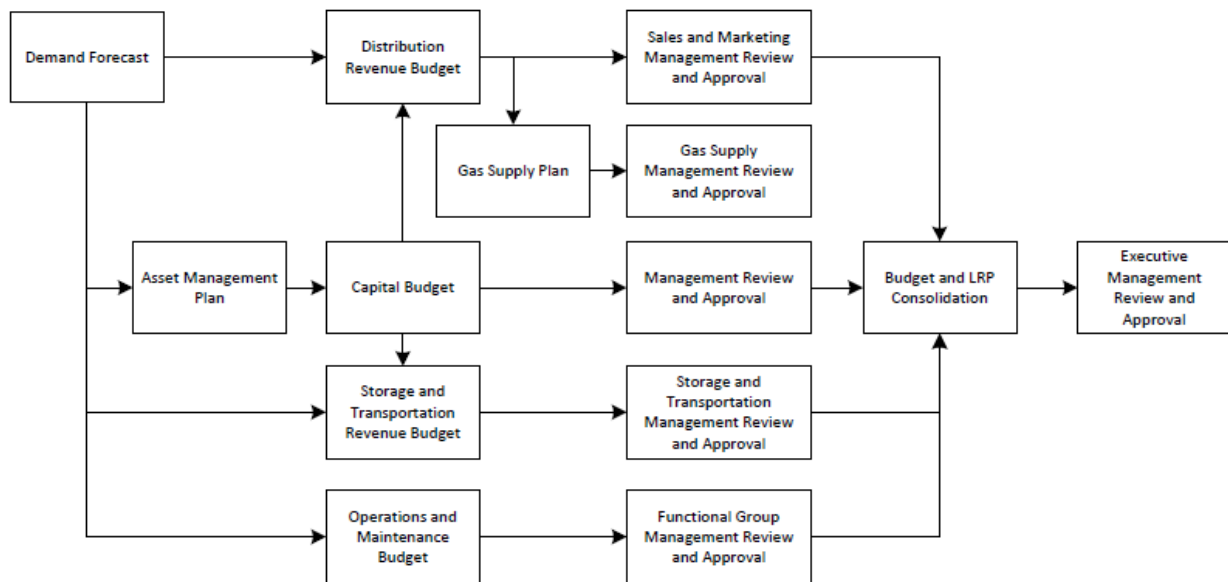 Demand Forecast
Distribution
Revenue Budget
Sales and Marketing
Management Review
and Approval
Gas Supply Plan
Gas Supply
Management Review
and Approval
Asset Management
Plan
Capital Budget
Management Review
and Approval
Budget and LRP
Consolidation
Executive
Management
Review and
Approval
Storage and
Transportation
Revenue Budget
Storage and
Transportation
Management Review
and Approval
Operations and
Maintenance
Budget
Functional Group
Management Review
and Approval